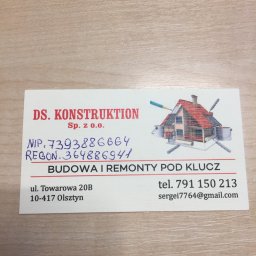 DS. KONSTRUKTION
Sp. z o.o.
NIP. 7393886664
REGON. 364886941
BUDOWA I REMONTY POD KLUCZ
ul. Towarowa 20B
10-417 Olsztyn
tel. 791 150 213
sergei7764@gmail.com